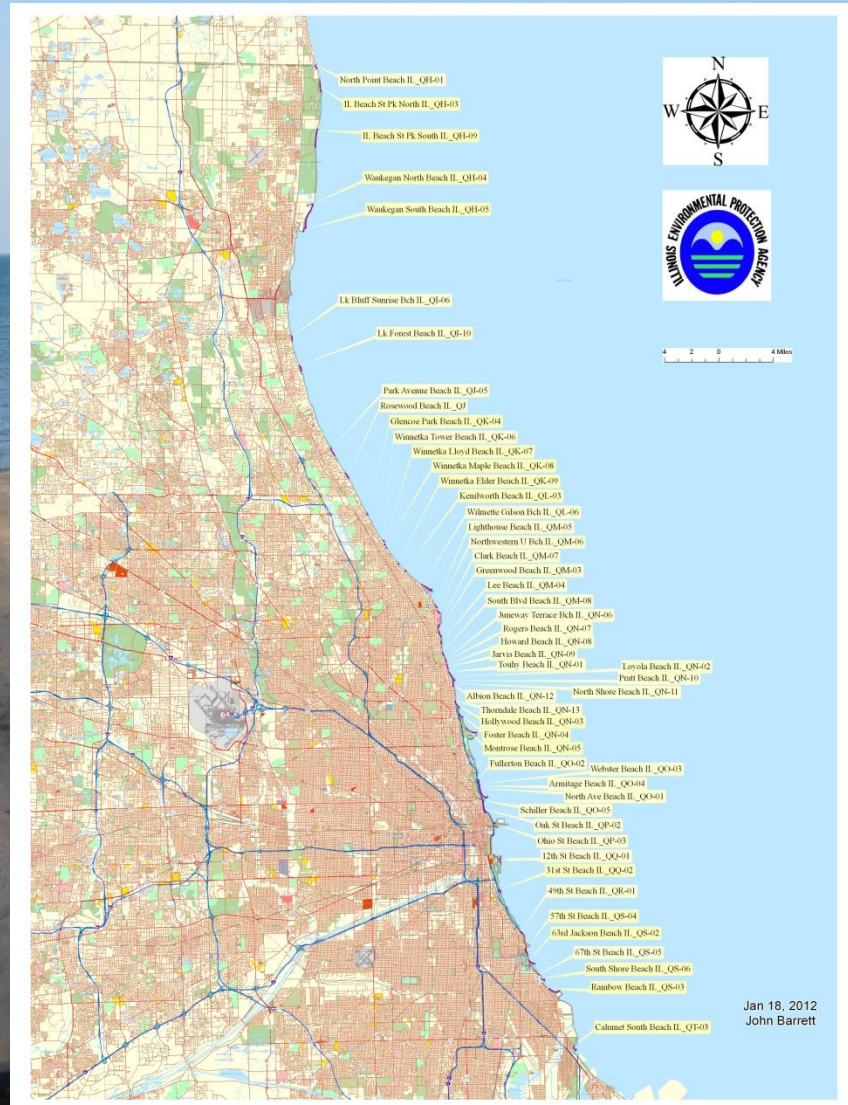 North Point Beach IL_QH-01
N
IL Beach St Pk North IL_QH-03
W E
IL Beach St Pk South IL_QH-09
S
Waukegan North Beach IL_QH-04
Waukegan South Beach IL_QH-05
ILLINOIS ENVIRONMENTAL PROTECTION AGENCY
Lk Bluff Sunrise Bch IL_QI-06
Lk Forest Beach IL_QI-10
4 2 0 4 Miles
Park Avenue Beach IL_QJ-05
Rosewood Beach IL_QJ
Glencoe Park Beach IL_QK-04
Winnetka Tower Beach IL_QK-06
Winnetka Lloyd Beach IL_QK-07
Winnetka Maple Beach IL_QK-08
Winnetka Elder Beach IL_QK-09
Kenilworth Beach IL_QL-03
Wilmette Gilson Bch IL_QL-06
Lighthouse Beach IL_QM-05
Northwestern U Bch IL_QM-06
Clark Beach IL_QM-07
Greenwood Beach IL_QM-03
Lee Beach IL_QM-04
South Blvd Beach IL_QM-08
Juneway Terrace Bch IL_QN-06
Rogers Beach IL_QN-07
Howard Beach IL_QN-08
Jarvis Beach IL_QN-09
Touhy Beach IL_QN-01
Loyola Beach IL_QN-02
Pratt Beach IL_QN-10
North Shore Beach IL_QN-11
Albion Beach IL_QN-12
Thorndale Beach IL_QN-13
Hollywood Beach IL_QN-03
Foster Beach IL_QN-04
Montrose Beach IL_QN-05
Fullerton Beach IL_QO-02
Webster Beach IL_QO-03
Armitage Beach IL_QO-04
North Ave Beach IL_QO-01
Schiller Beach IL_QO-05
Oak St Beach IL_QP-02
Ohio St Beach IL_QP-03
12th St Beach IL_QQ-01
31st St Beach IL_QQ-02
49th St Beach IL_QR-01
57th St Beach IL_QS-04
63rd Jackson Beach IL_QS-02
67th St Beach IL_QS-05
South Shore Beach IL_QS-06
Rainbow Beach IL_QS-03
Jan 18, 2012
John Barrett
Calumet South Beach IL_QT-03